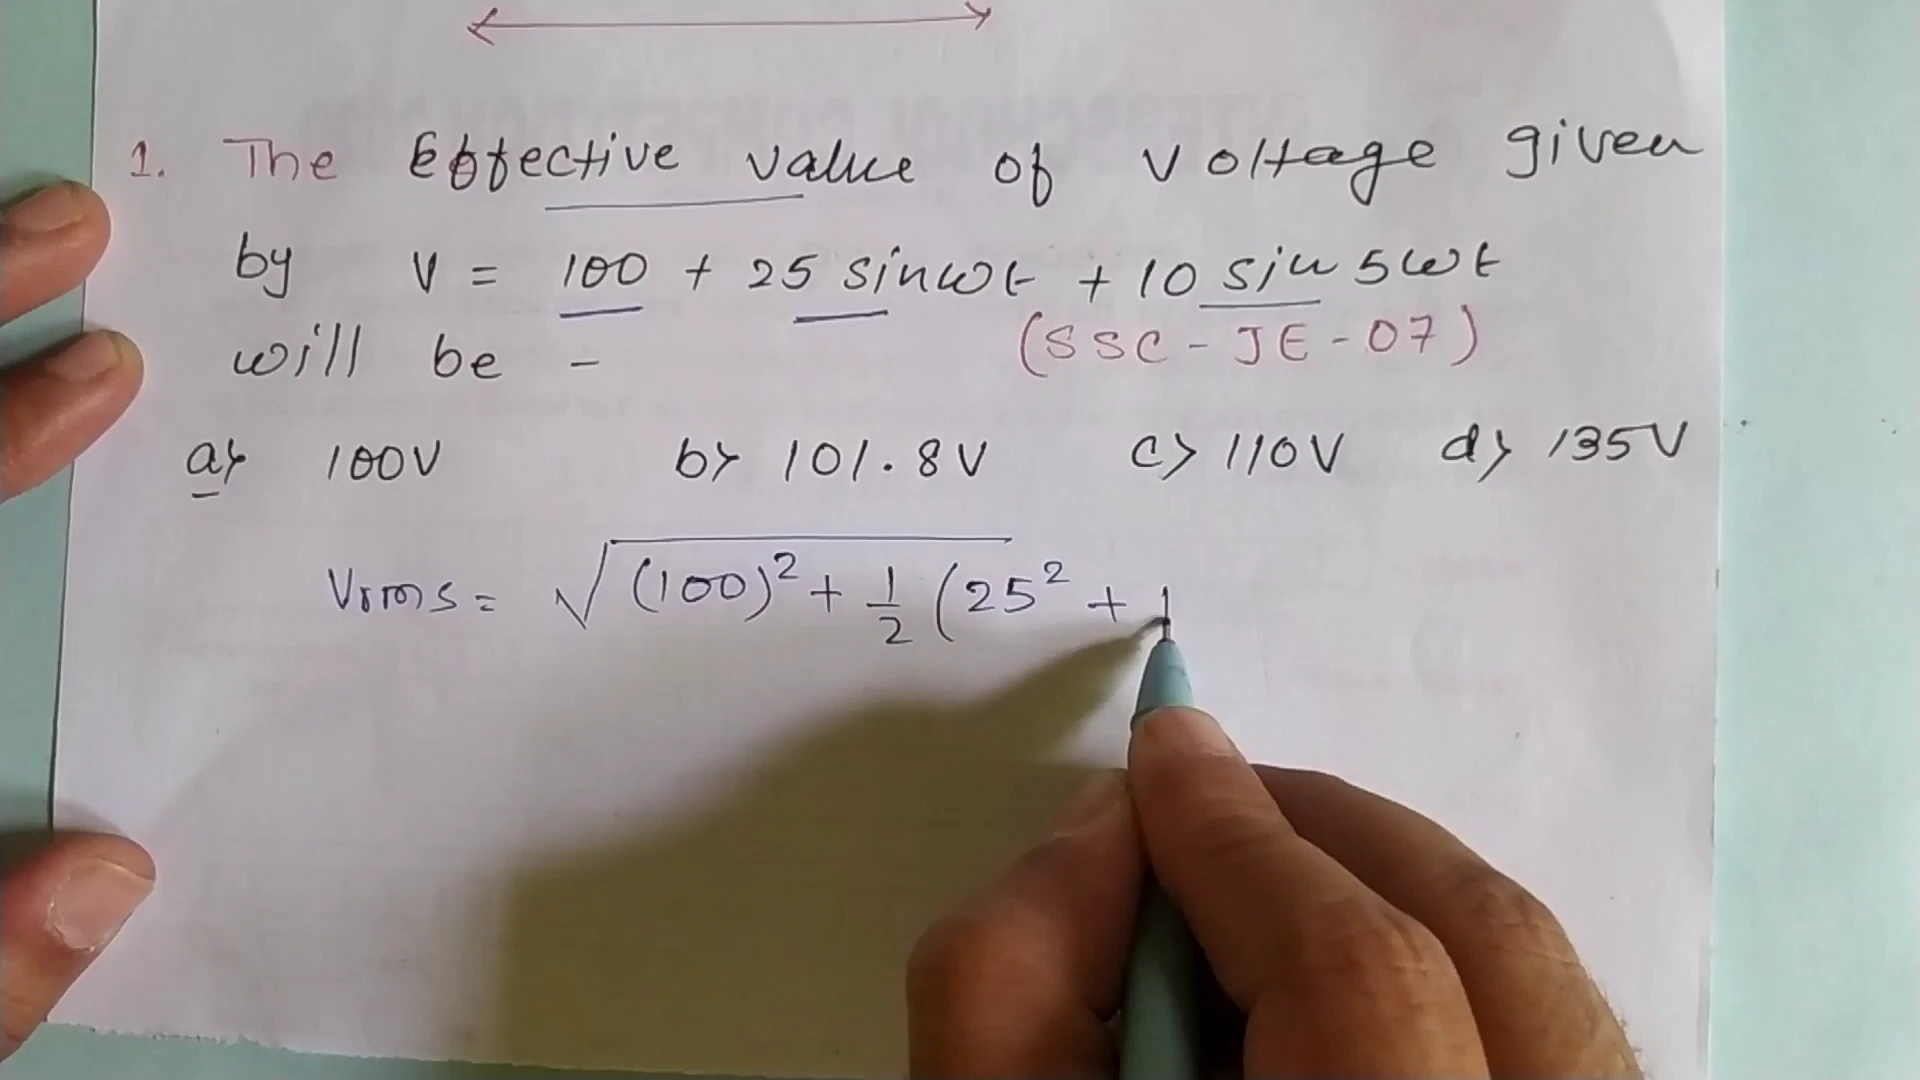 1. The Effective value of voltage given
by V = 100 + 25 sinωt + 10 sin 5ωt
will be - (SSC - JE - 07)
a> 100V b> 101.8V c> 110V d> 135V
Vrms = √(100)² + 1/2 (25² + 1